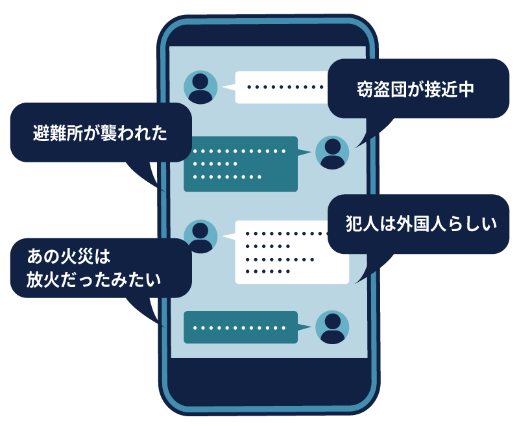 窃盗団が接近中
避難所が襲われた
犯人は外国人らしい
あの火災は
放火だったみたい